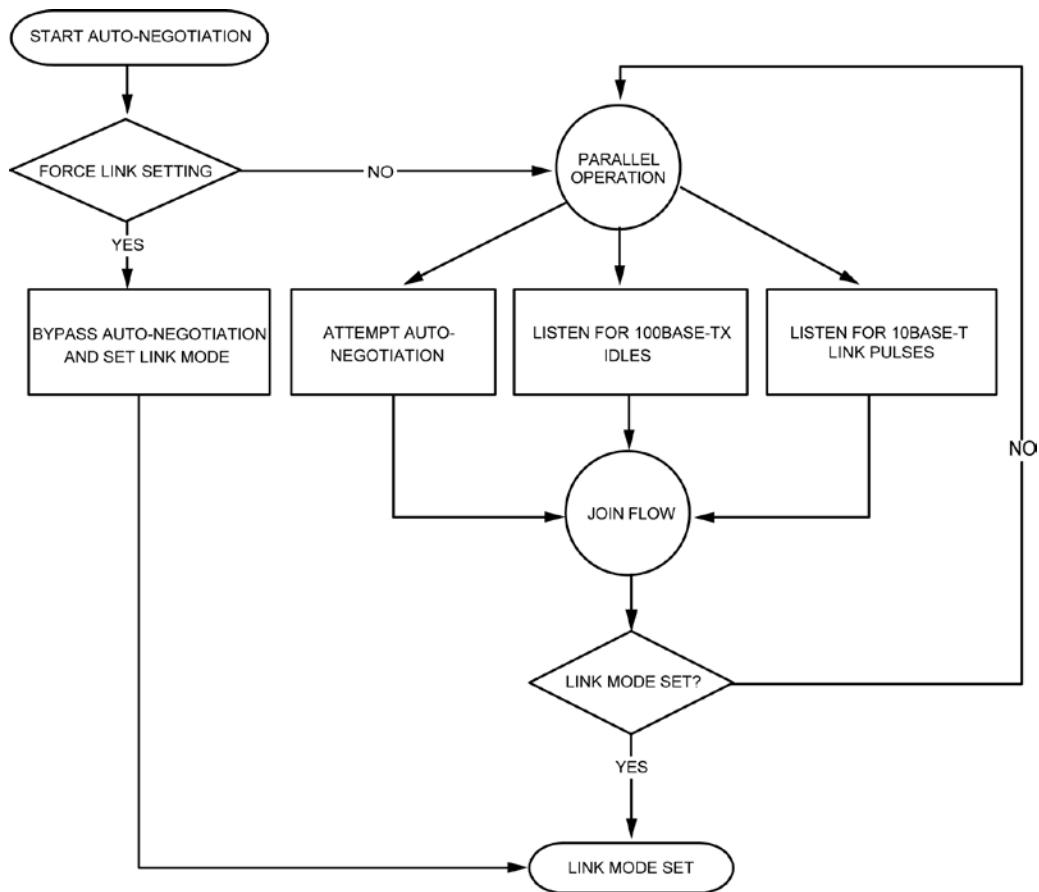 START AUTO-NEGOTIATION
FORCE LINK SETTING
NO
PARALLEL
OPERATION
YES
BYPASS AUTO-NEGOTIATION
AND SET LINK MODE
ATTEMPT AUTO-
NEGOTIATION
LISTEN FOR 100BASE-TX
IDLES
LISTEN FOR 10BASE-T
LINK PULSES
NO
JOIN FLOW
LINK MODE SET?
YES
LINK MODE SET